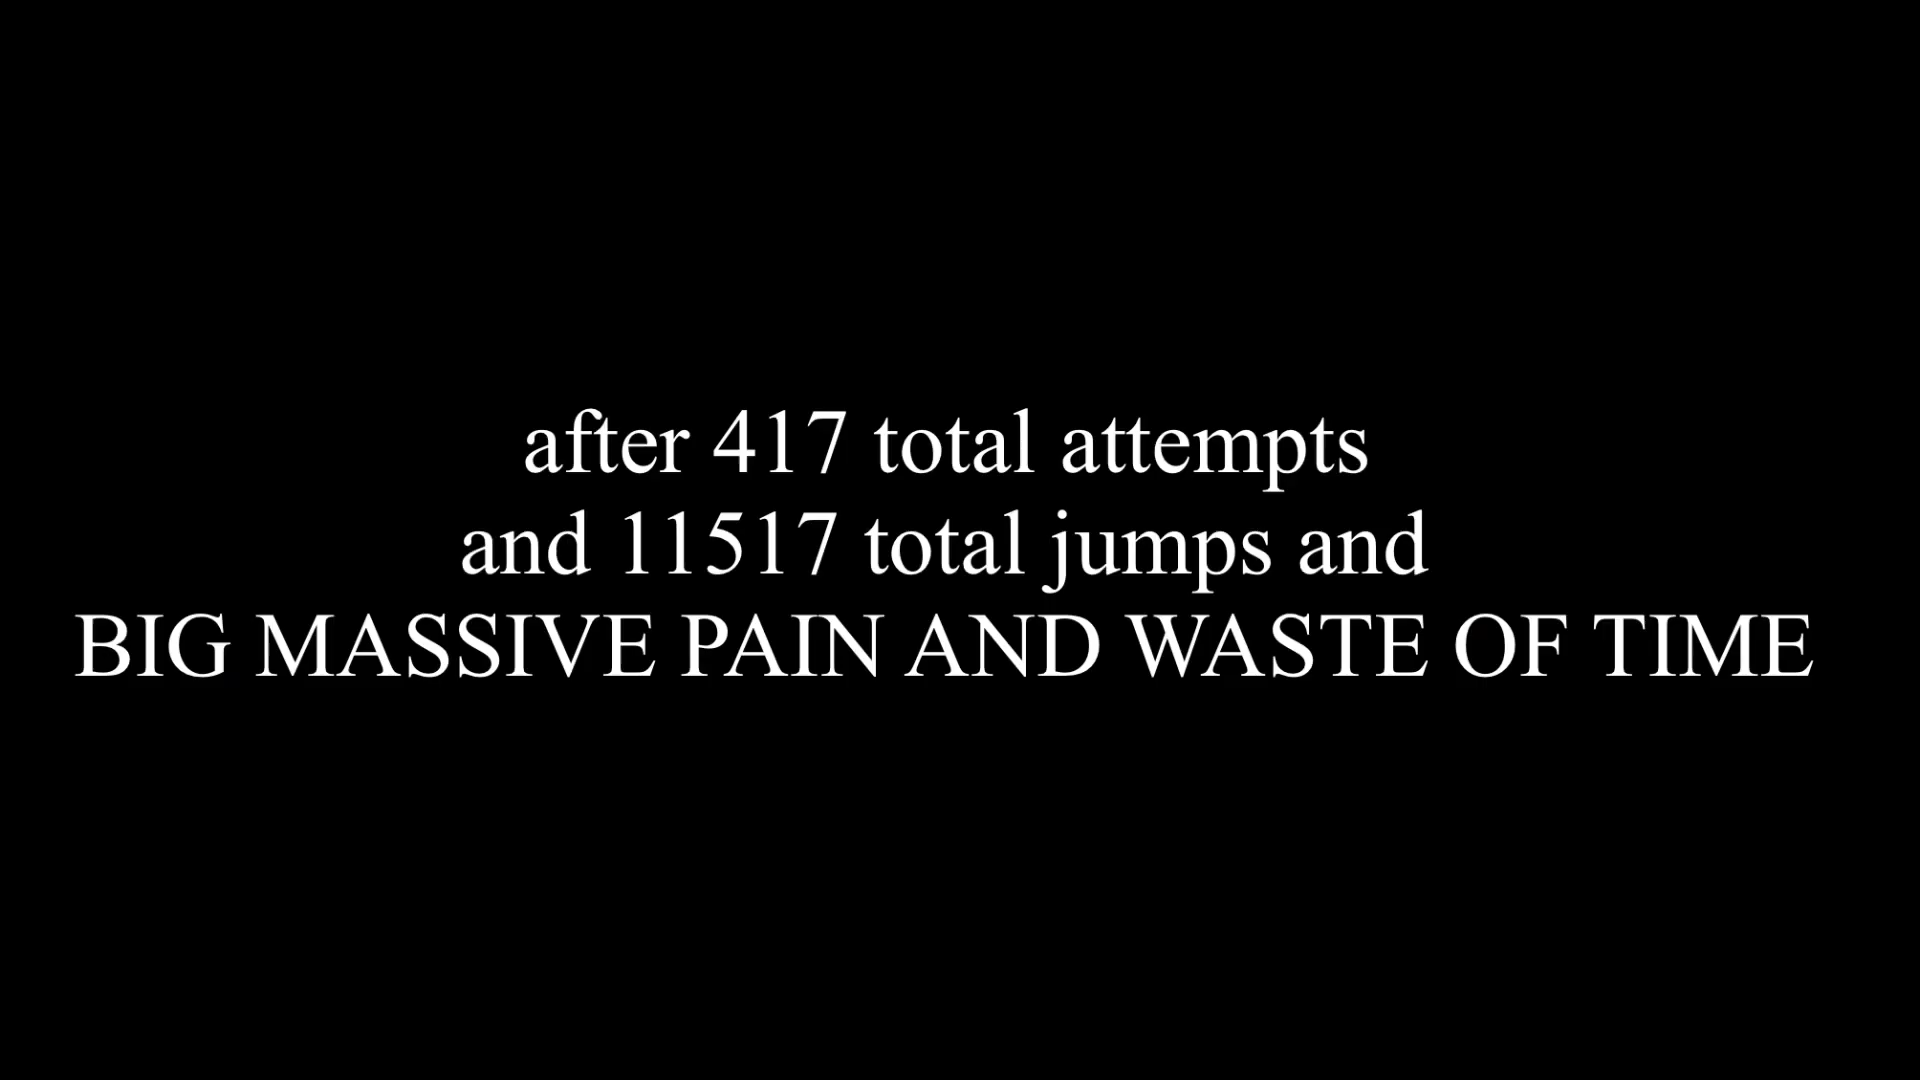 after 417 total attempts
and 11517 total jumps and
BIG MASSIVE PAIN AND WASTE OF TIME